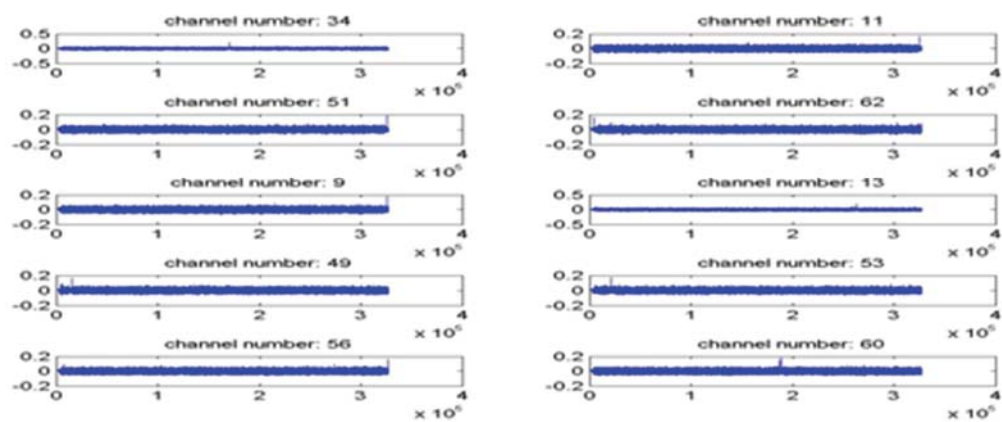 channel number: 34
0.5
0
-0.5
0 1 2 3 4
x 10⁵
channel number: 11
0.2
0
-0.2
0 1 2 3 4
x 10⁵
channel number: 51
0.2
0
-0.2
0 1 2 3 4
x 10⁵
channel number: 62
0.2
0
-0.2
0 1 2 3 4
x 10⁵
channel number: 9
0.2
0
-0.2
0 1 2 3 4
x 10⁵
channel number: 13
0.5
0
-0.5
0 1 2 3 4
x 10⁵
channel number: 49
0.2
0
-0.2
0 1 2 3 4
x 10⁵
channel number: 53
0.2
0
-0.2
0 1 2 3 4
x 10⁵
channel number: 56
0.2
0
-0.2
0 1 2 3 4
x 10⁵
channel number: 60
0.2
0
-0.2
0 1 2 3 4
x 10⁵